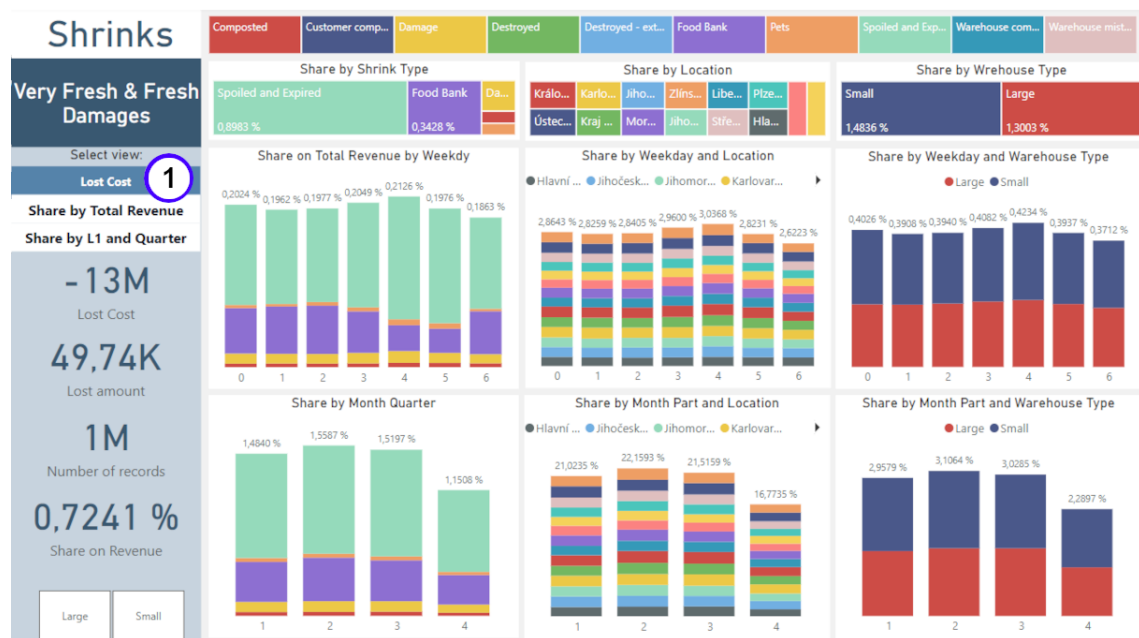 Shrinks
Very Fresh & Fresh
Damages
Select view:
Lost Cost
1
Share by Total Revenue
Share by L1 and Quarter
-13M
Lost Cost
49,74K
Lost amount
1M
Number of records
0,7241 %
Share on Revenue
Large
Small
Composted
Customer comp...
Damage
Destroyed
Destroyed - ext...
Food Bank
Pets
Spoiled and Exp...
Warehouse com...
Warehouse mist...
Share by Shrink Type
Spoiled and Expired
0,8983 %
Food Bank
0,3428 %
Da...
Share by Location
Králo...
Karlo...
Jiho...
Zlíns...
Libe...
Plze...
Ústec...
Kraj ...
Mor...
Jiho...
Stře...
Hla...
Share by Wrehouse Type
Small
1,4836 %
Large
1,3003 %
Share on Total Revenue by Weekdy
0,2024 %
0,1962 %
0,1977 %
0,2049 %
0,2126 %
0,1976 %
0,1863 %
0 1 2 3 4 5 6
Share by Weekday and Location
Hlavní ... Jihočesk... Jihomor... Karlovar...
2,8643 %
2,8259 %
2,8405 %
2,9600 %
3,0368 %
2,8231 %
2,6223 %
0 1 2 3 4 5 6
Share by Weekday and Warehouse Type
Large Small
0,4026 %
0,3908 %
0,3940 %
0,4082 %
0,4234 %
0,3937 %
0,3712 %
0 1 2 3 4 5 6
Share by Month Quarter
1,4840 %
1,5587 %
1,5197 %
1,1508 %
1 2 3 4
Share by Month Part and Location
Hlavní ... Jihočesk... Jihomor... Karlovar...
21,0235 %
22,1593 %
21,5159 %
16,7735 %
1 2 3 4
Share by Month Part and Warehouse Type
Large Small
2,9579 %
3,1064 %
3,0285 %
2,2897 %
1 2 3 4